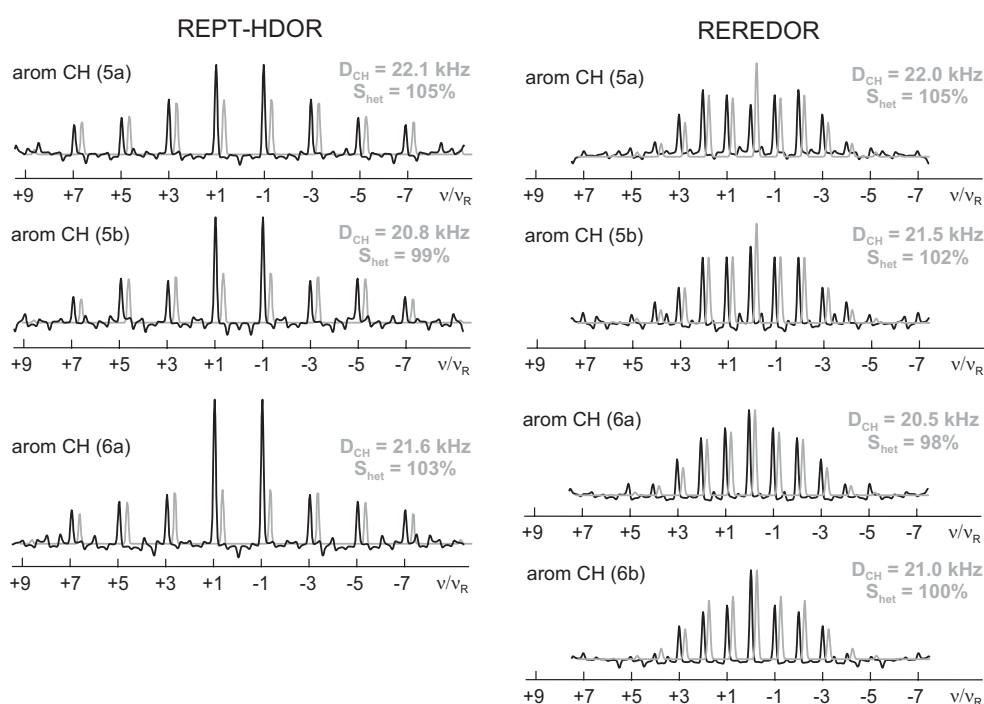 REPT-HDOR
arom CH (5a)
D_CH = 22.1 kHz
S_het = 105%
+9 +7 +5 +3 +1 -1 -3 -5 -7 ν/ν_R
arom CH (5b)
D_CH = 20.8 kHz
S_het = 99%
+9 +7 +5 +3 +1 -1 -3 -5 -7 ν/ν_R
arom CH (6a)
D_CH = 21.6 kHz
S_het = 103%
+9 +7 +5 +3 +1 -1 -3 -5 -7 ν/ν_R
REREDOR
arom CH (5a)
D_CH = 22.0 kHz
S_het = 105%
+9 +7 +5 +3 +1 -1 -3 -5 -7 ν/ν_R
arom CH (5b)
D_CH = 21.5 kHz
S_het = 102%
+9 +7 +5 +3 +1 -1 -3 -5 -7 ν/ν_R
arom CH (6a)
D_CH = 20.5 kHz
S_het = 98%
+9 +7 +5 +3 +1 -1 -3 -5 -7 ν/ν_R
arom CH (6b)
D_CH = 21.0 kHz
S_het = 100%
+9 +7 +5 +3 +1 -1 -3 -5 -7 ν/ν_R